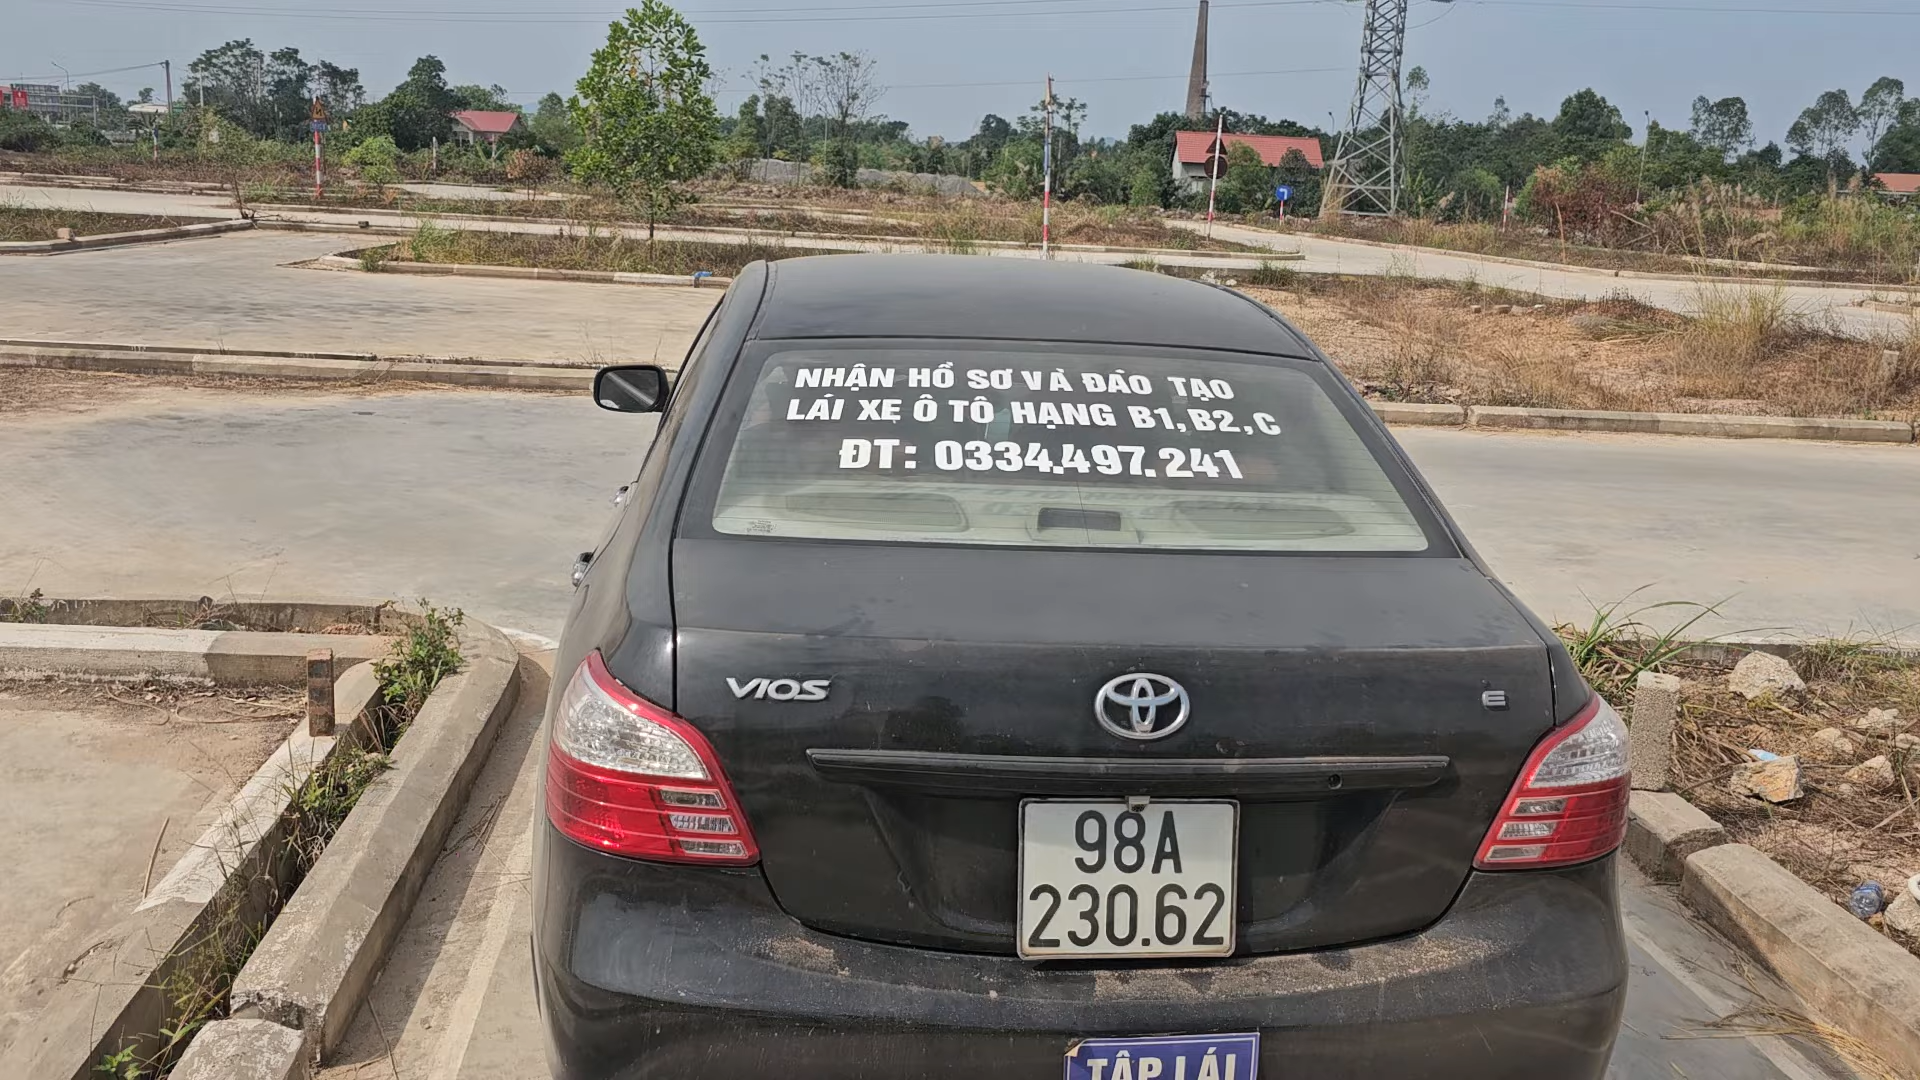 NHẬN HỒ SƠ VÀ ĐÀO TẠO
LÁI XE Ô TÔ HẠNG B1, B2, C
ĐT: 0334.497.241
VIOS
E
98A
230.62
TẬP LÁI